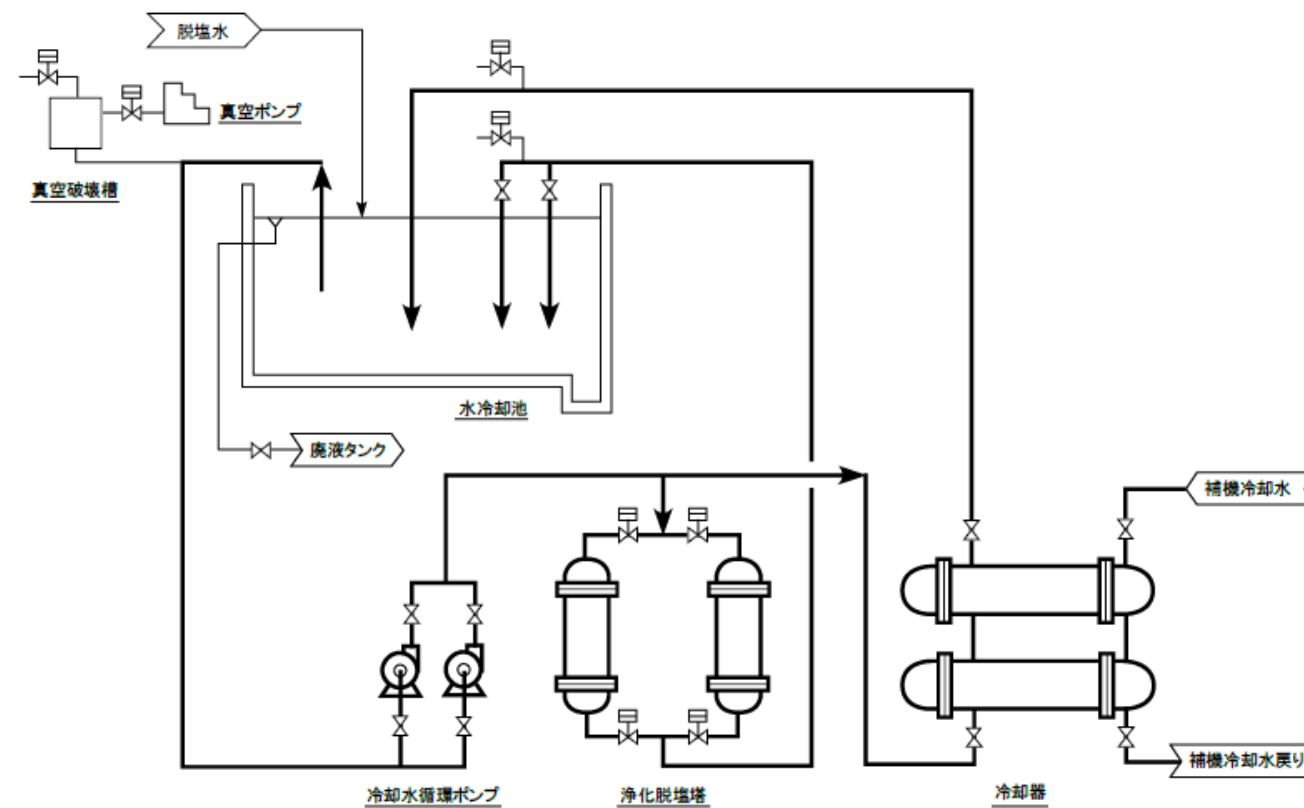 脱塩水
真空ポンプ
真空破壊槽
水冷却池
廃液タンク
補機冷却水
補機冷却水戻り
冷却水循環ポンプ
浄化脱塩塔
冷却器